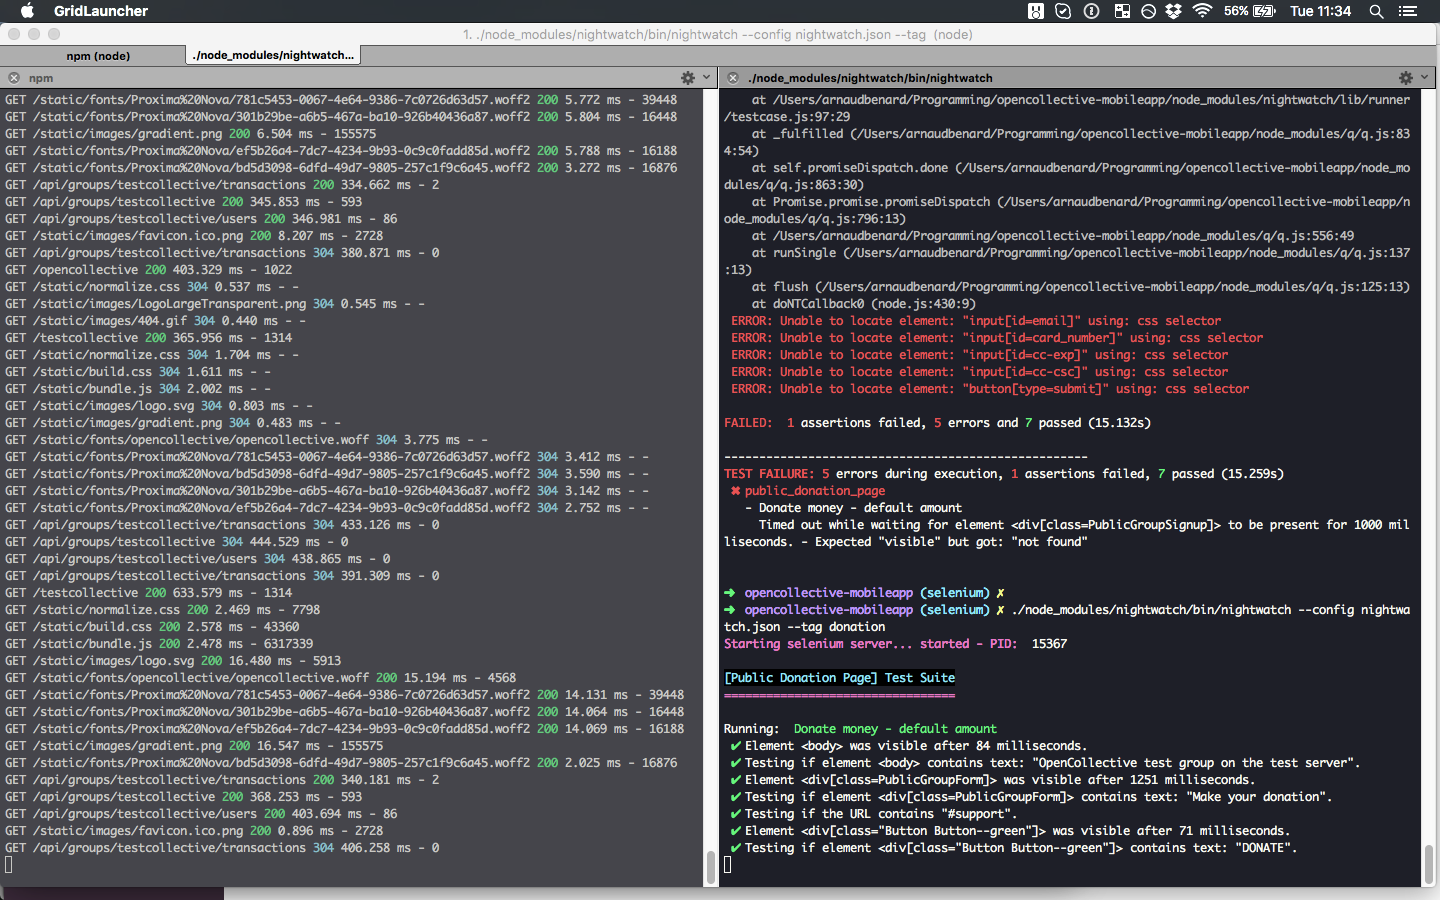 GridLauncher
56%
Tue 11:34
1. ./node_modules/nightwatch/bin/nightwatch --config nightwatch.json --tag (node)
npm (node)
./node_modules/nightwatch...
npm
GET /static/fonts/Proxima%20Nova/781c5453-0067-4e64-9386-7c0726d63d57.woff2 200 5.772 ms - 39448
GET /static/fonts/Proxima%20Nova/301b29be-a6b5-467a-ba10-926b40436a87.woff2 200 5.804 ms - 16448
GET /static/images/gradient.png 200 6.504 ms - 155575
GET /static/fonts/Proxima%20Nova/ef5b26a4-7dc7-4234-9b93-0c9c0fadd85d.woff2 200 5.788 ms - 16188
GET /static/fonts/Proxima%20Nova/bd5d3098-6dfd-49d7-9805-257c1f9c6a45.woff2 200 3.272 ms - 16876
GET /api/groups/testcollective/transactions 200 334.662 ms - 2
GET /api/groups/testcollective 200 345.853 ms - 593
GET /api/groups/testcollective/users 200 346.981 ms - 86
GET /static/images/favicon.ico.png 200 8.207 ms - 2728
GET /api/groups/testcollective/transactions 304 380.871 ms - 0
GET /opencollective 200 403.329 ms - 1022
GET /static/normalize.css 304 0.537 ms - -
GET /static/images/LogoLargeTransparent.png 304 0.545 ms - -
GET /static/images/404.gif 304 0.440 ms - -
GET /testcollective 200 365.956 ms - 1314
GET /static/normalize.css 304 1.704 ms - -
GET /static/build.css 304 1.611 ms - -
GET /static/bundle.js 304 2.002 ms - -
GET /static/images/logo.svg 304 0.803 ms - -
GET /static/images/gradient.png 304 0.483 ms - -
GET /static/fonts/opencollective/opencollective.woff 304 3.775 ms - -
GET /static/fonts/Proxima%20Nova/781c5453-0067-4e64-9386-7c0726d63d57.woff2 304 3.412 ms - -
GET /static/fonts/Proxima%20Nova/bd5d3098-6dfd-49d7-9805-257c1f9c6a45.woff2 304 3.590 ms - -
GET /static/fonts/Proxima%20Nova/301b29be-a6b5-467a-ba10-926b40436a87.woff2 304 3.142 ms - -
GET /static/fonts/Proxima%20Nova/ef5b26a4-7dc7-4234-9b93-0c9c0fadd85d.woff2 304 2.752 ms - -
GET /api/groups/testcollective/transactions 304 433.126 ms - 0
GET /api/groups/testcollective 304 444.529 ms - 0
GET /api/groups/testcollective/users 304 438.865 ms - 0
GET /api/groups/testcollective/transactions 304 391.309 ms - 0
GET /testcollective 200 633.579 ms - 1314
GET /static/normalize.css 200 2.469 ms - 7798
GET /static/build.css 200 2.578 ms - 43360
GET /static/bundle.js 200 2.478 ms - 6317339
GET /static/images/logo.svg 200 16.480 ms - 5913
GET /static/fonts/opencollective/opencollective.woff 200 15.194 ms - 4568
GET /static/fonts/Proxima%20Nova/781c5453-0067-4e64-9386-7c0726d63d57.woff2 200 14.131 ms - 39448
GET /static/fonts/Proxima%20Nova/301b29be-a6b5-467a-ba10-926b40436a87.woff2 200 14.064 ms - 16448
GET /static/fonts/Proxima%20Nova/ef5b26a4-7dc7-4234-9b93-0c9c0fadd85d.woff2 200 14.069 ms - 16188
GET /static/images/gradient.png 200 16.547 ms - 155575
GET /static/fonts/Proxima%20Nova/bd5d3098-6dfd-49d7-9805-257c1f9c6a45.woff2 200 2.025 ms - 16876
GET /api/groups/testcollective/transactions 200 340.181 ms - 2
GET /api/groups/testcollective 200 368.253 ms - 593
GET /api/groups/testcollective/users 200 403.694 ms - 86
GET /static/images/favicon.ico.png 200 0.896 ms - 2728
GET /api/groups/testcollective/transactions 304 406.258 ms - 0
./node_modules/nightwatch/bin/nightwatch
at /Users/arnaudbenard/Programming/opencollective-mobileapp/node_modules/nightwatch/lib/runner
/testcase.js:97:29
at _fulfilled (/Users/arnaudbenard/Programming/opencollective-mobileapp/node_modules/q/q.js:83
4:54)
at self.promiseDispatch.done (/Users/arnaudbenard/Programming/opencollective-mobileapp/node_mo
dules/q/q.js:863:30)
at Promise.promise.promiseDispatch (/Users/arnaudbenard/Programming/opencollective-mobileapp/n
ode_modules/q/q.js:796:13)
at /Users/arnaudbenard/Programming/opencollective-mobileapp/node_modules/q/q.js:556:49
at runSingle (/Users/arnaudbenard/Programming/opencollective-mobileapp/node_modules/q/q.js:137
:13)
at flush (/Users/arnaudbenard/Programming/opencollective-mobileapp/node_modules/q/q.js:125:13)
at doNTCallback0 (node.js:430:9)
ERROR: Unable to locate element: "input[id=email]" using: css selector
ERROR: Unable to locate element: "input[id=card_number]" using: css selector
ERROR: Unable to locate element: "input[id=cc-exp]" using: css selector
ERROR: Unable to locate element: "input[id=cc-csc]" using: css selector
ERROR: Unable to locate element: "button[type=submit]" using: css selector
FAILED: 1 assertions failed, 5 errors and 7 passed (15.132s)
----------------------------------------------------
TEST FAILURE: 5 errors during execution, 1 assertions failed, 7 passed (15.259s)
✖ public_donation_page
- Donate money - default amount
Timed out while waiting for element <div[class=PublicGroupSignup]> to be present for 1000 mil
liseconds. - Expected "visible" but got: "not found"
➜ opencollective-mobileapp (selenium) ✗
➜ opencollective-mobileapp (selenium) ✗ ./node_modules/nightwatch/bin/nightwatch --config nightwa
tch.json --tag donation
Starting selenium server... started - PID: 15367
[Public Donation Page] Test Suite
=================================
Running: Donate money - default amount
✔ Element <body> was visible after 84 milliseconds.
✔ Testing if element <body> contains text: "OpenCollective test group on the test server".
✔ Element <div[class=PublicGroupForm]> was visible after 1251 milliseconds.
✔ Testing if element <div[class=PublicGroupForm]> contains text: "Make your donation".
✔ Testing if the URL contains "#support".
✔ Element <div[class="Button Button--green"]> was visible after 71 milliseconds.
✔ Testing if element <div[class="Button Button--green"]> contains text: "DONATE".